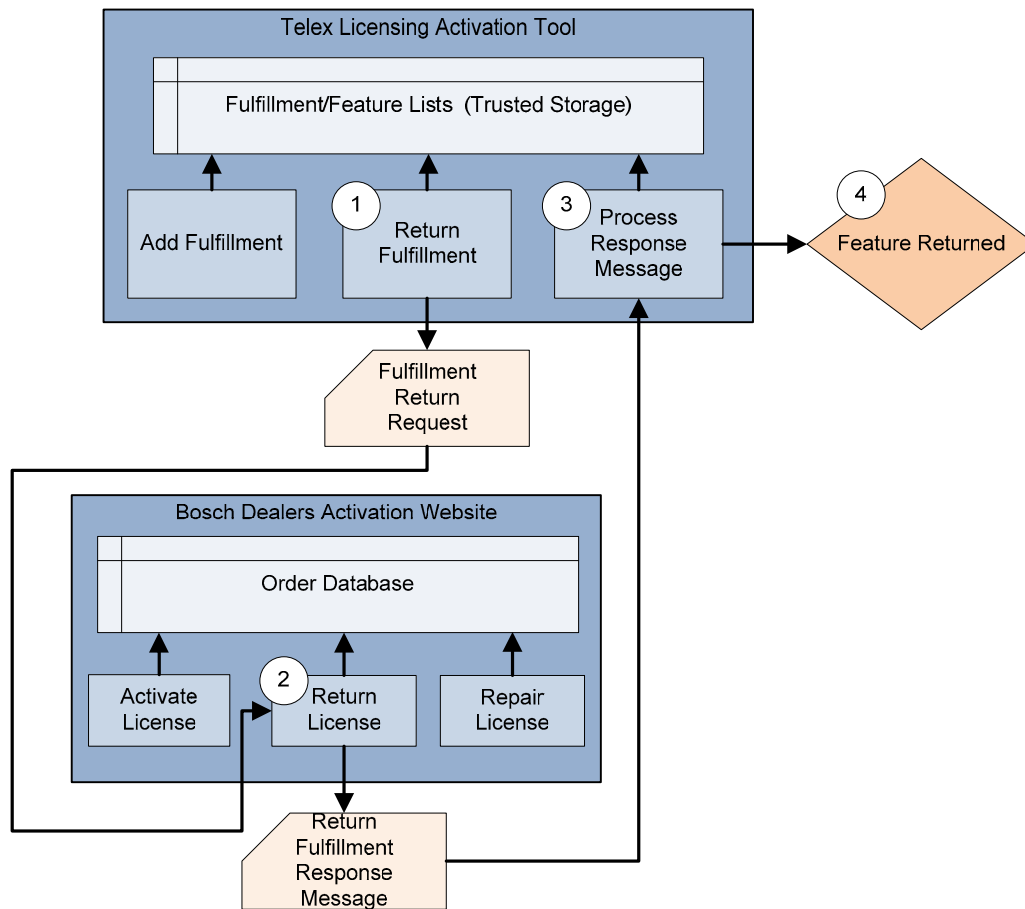 Telex Licensing Activation Tool
Fulfillment/Feature Lists (Trusted Storage)
Add Fulfillment
1
Return
Fulfillment
3
Process
Response
Message
4
Feature Returned
Fulfillment
Return
Request
Bosch Dealers Activation Website
Order Database
Activate
License
2
Return
License
Repair
License
Return
Fulfillment
Response
Message